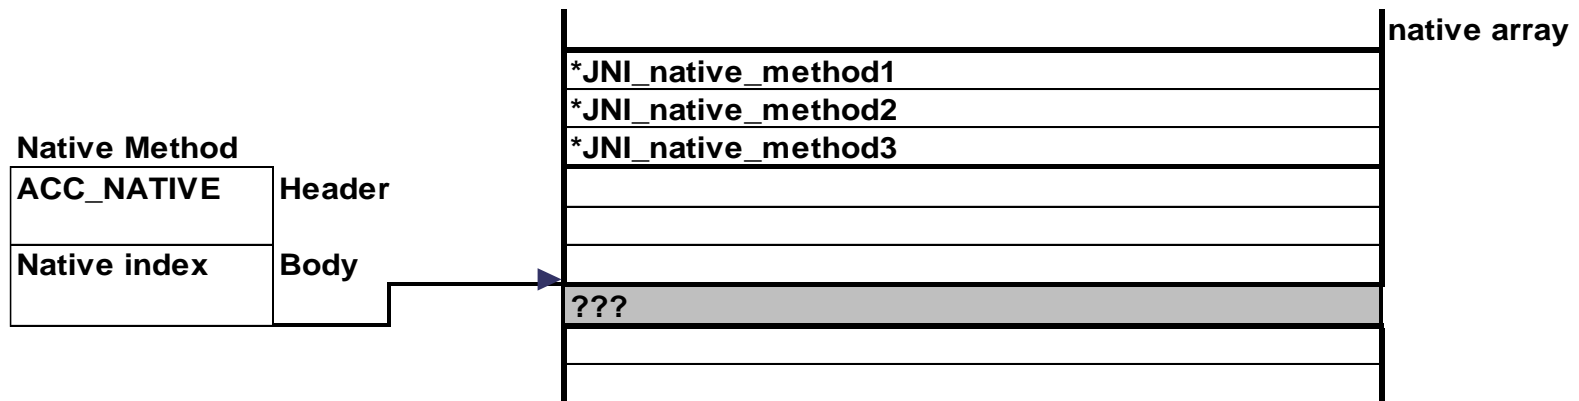 native array
*JNI_native_method1
*JNI_native_method2
*JNI_native_method3
Native Method
ACC_NATIVE Header
Native index Body
???